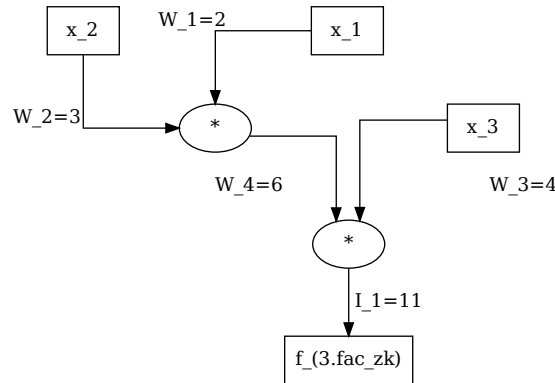 x_2
W_1=2
x_1
W_2=3
*
x_3
W_4=6
W_3=4
*
I_1=11
f_(3.fac_zk)